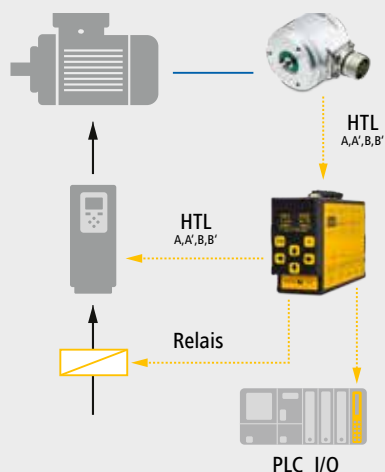 HTL
A,A',B,B'
HTL
A,A',B,B'
Relais
PLC I/O